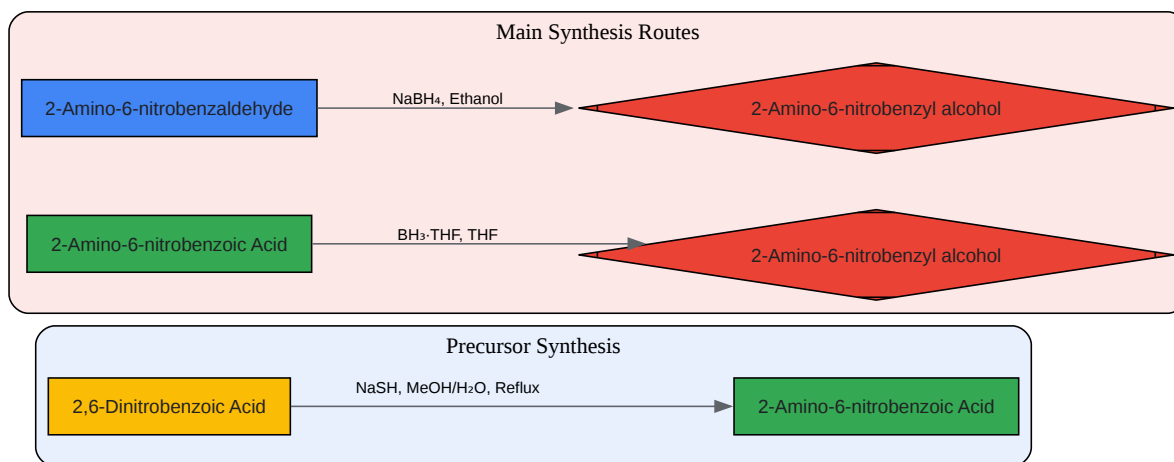 Main Synthesis Routes
2-Amino-6-nitrobenzaldehyde
NaBH₄, Ethanol
2-Amino-6-nitrobenzyl alcohol
2-Amino-6-nitrobenzoic Acid
BH₃·THF, THF
2-Amino-6-nitrobenzyl alcohol
Precursor Synthesis
2,6-Dinitrobenzoic Acid
NaSH, MeOH/H₂O, Reflux
2-Amino-6-nitrobenzoic Acid